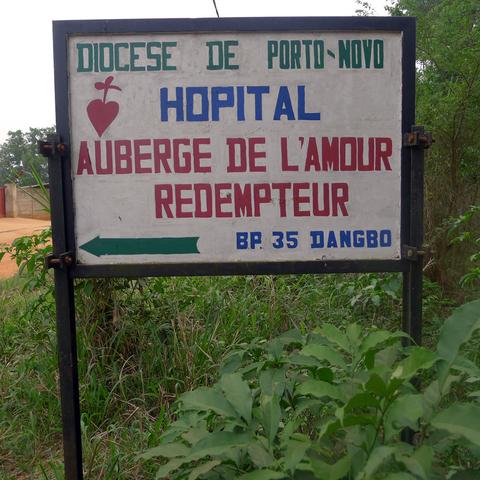 DIOCESE DE PORTO-NOVO
HOPITAL
AUBERGE DE L'AMOUR
REDEMPTEUR
BP. 35 DANGBO